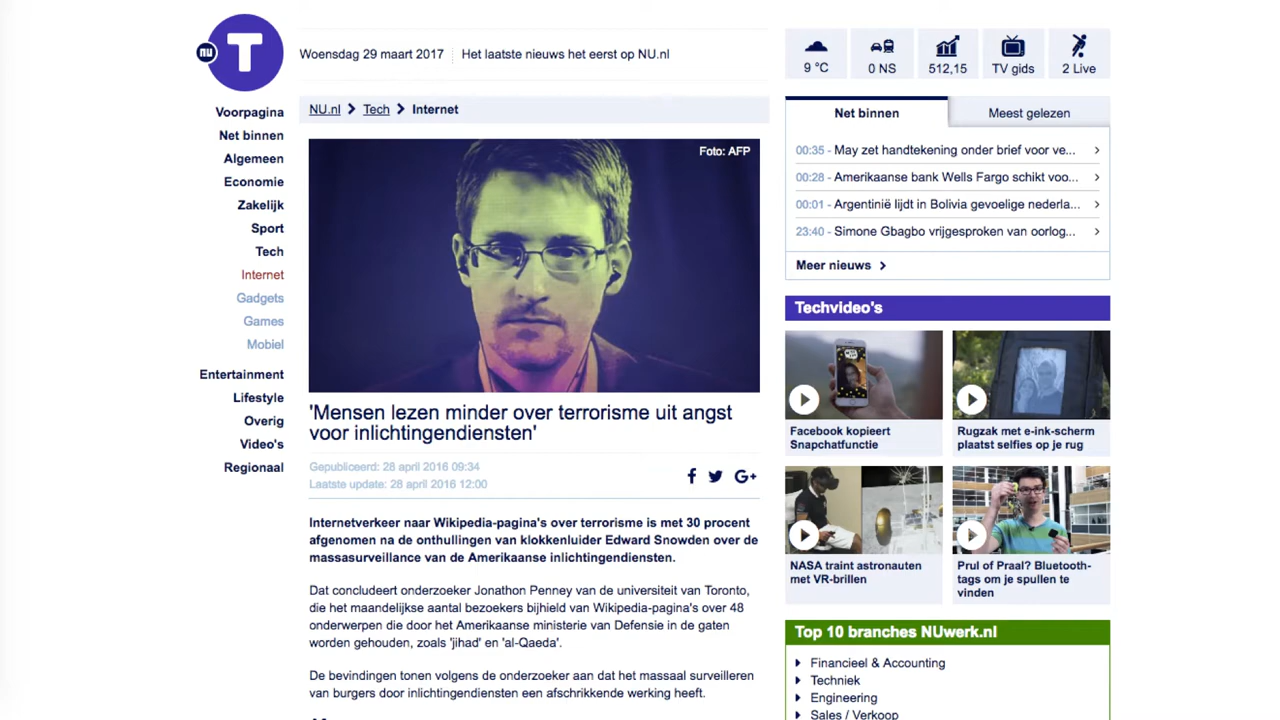 nu
T
Woensdag 29 maart 2017
Het laatste nieuws het eerst op NU.nl
9 °C
0 NS
512,15
TV gids
2 Live
Voorpagina
Net binnen
Algemeen
Economie
Zakelijk
Sport
Tech
Internet
Gadgets
Games
Mobiel
Entertainment
Lifestyle
Overig
Video's
Regionaal
NU.nl > Tech > Internet
Foto: AFP
'Mensen lezen minder over terrorisme uit angst
voor inlichtingendiensten'
Gepubliceerd: 28 april 2016 09:34
Laatste update: 28 april 2016 12:00
f
G+
Internetverkeer naar Wikipedia-pagina's over terrorisme is met 30 procent
afgenomen na de onthullingen van klokkenluider Edward Snowden over de
massasurveillance van de Amerikaanse inlichtingendiensten.
Dat concludeert onderzoeker Jonathon Penney van de universiteit van Toronto,
die het maandelijkse aantal bezoekers bijhield van Wikipedia-pagina's over 48
onderwerpen die door het Amerikaanse ministerie van Defensie in de gaten
worden gehouden, zoals 'jihad' en 'al-Qaeda'.
De bevindingen tonen volgens de onderzoeker aan dat het massaal surveilleren
van burgers door inlichtingendiensten een afschrikkende werking heeft.
Net binnen
Meest gelezen
00:35 - May zet handtekening onder brief voor ve...
00:28 - Amerikaanse bank Wells Fargo schikt voo...
00:01 - Argentinië lijdt in Bolivia gevoelige nederla...
23:40 - Simone Gbagbo vrijgesproken van oorlog...
Meer nieuws
Techvideo's
Facebook kopieert
Snapchatfunctie
Rugzak met e-ink-scherm
plaatst selfies op je rug
NASA traint astronauten
met VR-brillen
Prul of Praal? Bluetooth-
tags om je spullen te
vinden
Top 10 branches NUwerk.nl
Financieel & Accounting
Techniek
Engineering
Sales / Verkoop